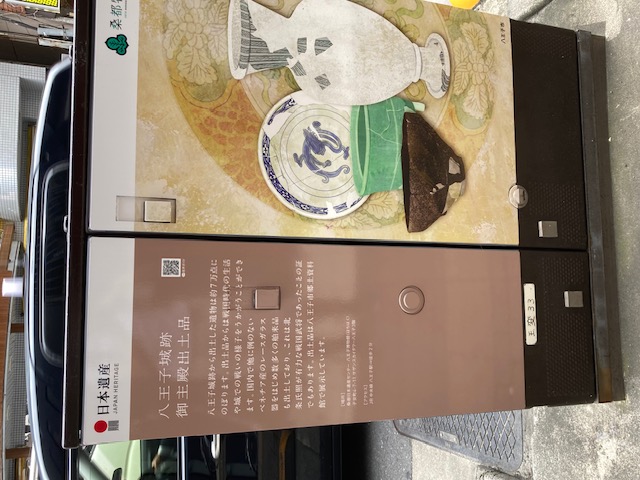 日本遺産
JAPAN HERITAGE
八王子城跡
御主殿出土品
八王子城跡から出土した遺物は約7万点に
のぼります。出土品からは戦国時代の生活
や城での戦いの様子をうかがうことができ
ます。国内で他に例のない
ベネチア産のレースガラス
器をはじめ数多くの舶来品
も出土しており、これは北
条氏照が有力な戦国武将であったことの証
でもあります。出土品は八王子市郷土資料
館で展示しています。
桑都
八王子市
王変 33